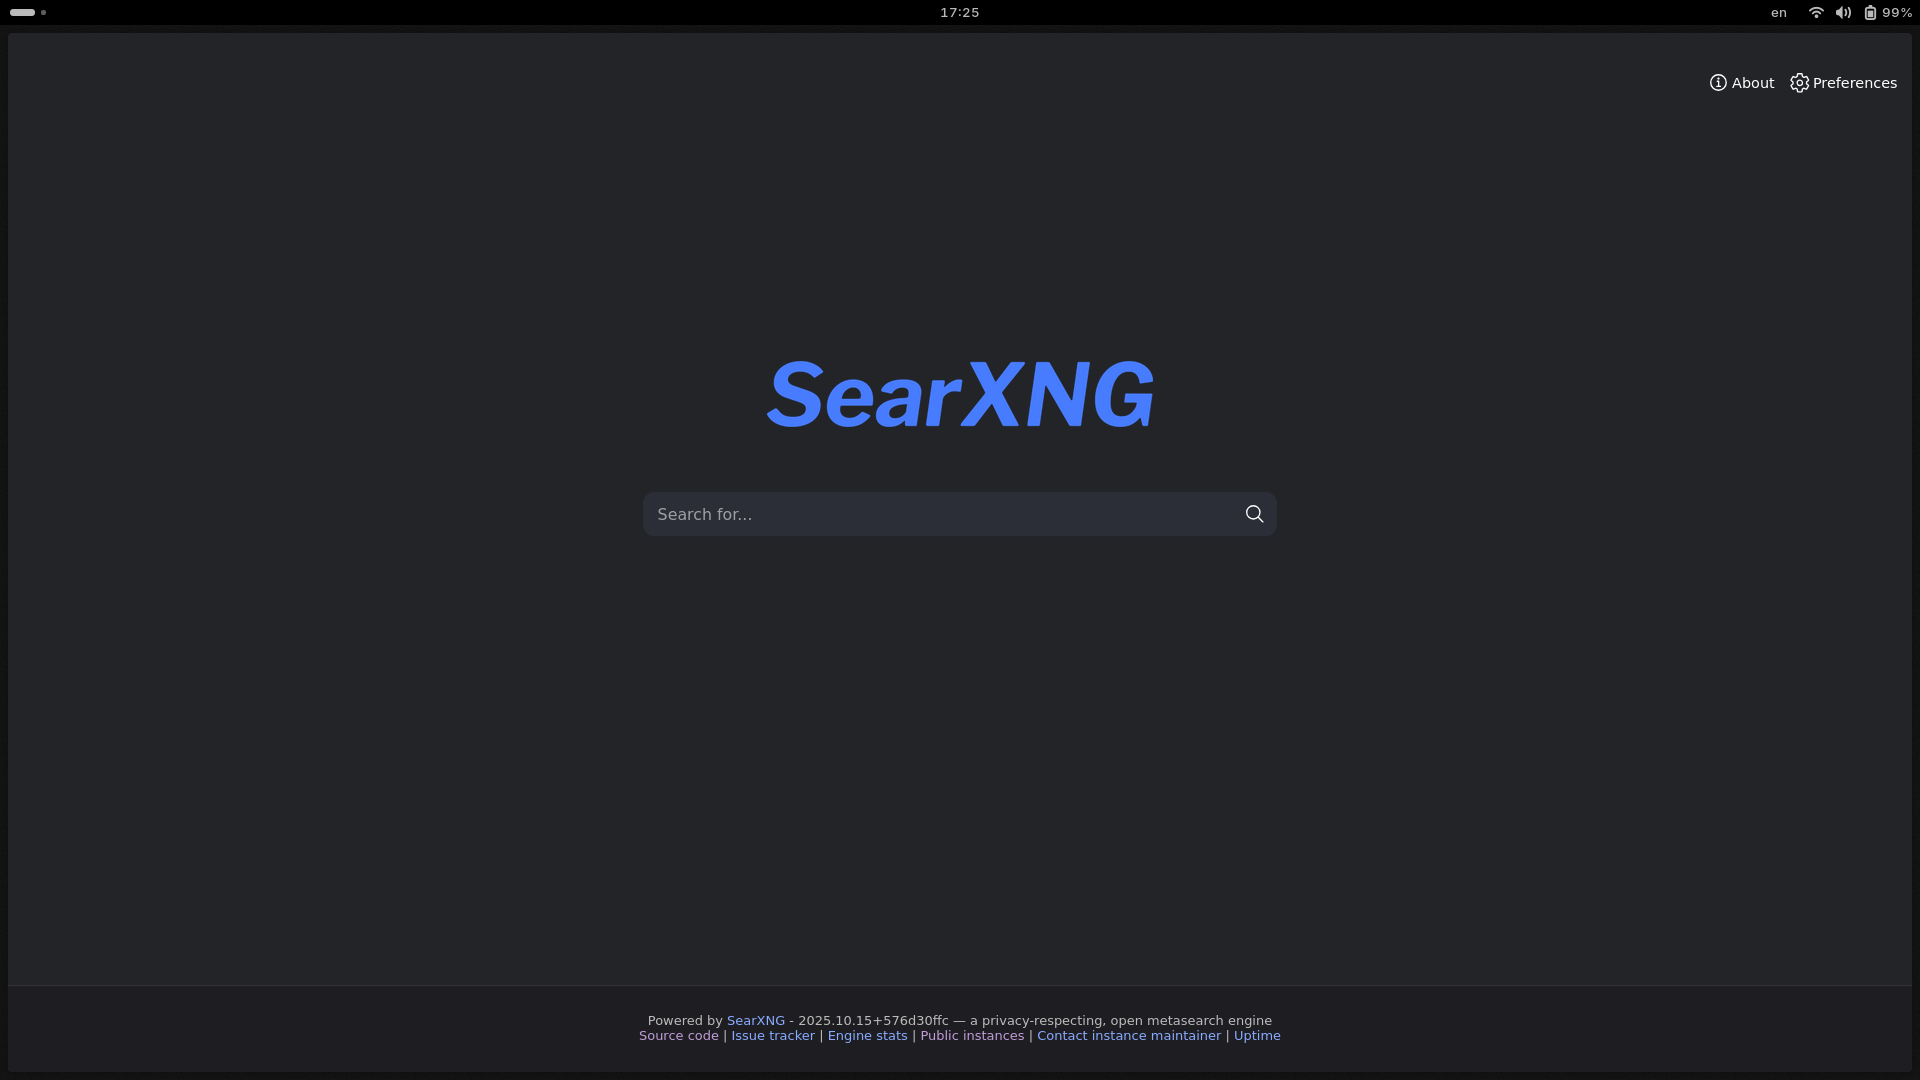 17:25
en 99%
About Preferences
SearXNG
Search for...
Powered by SearXNG - 2025.10.15+576d30ffc — a privacy-respecting, open metasearch engine
Source code | Issue tracker | Engine stats | Public instances | Contact instance maintainer | Uptime